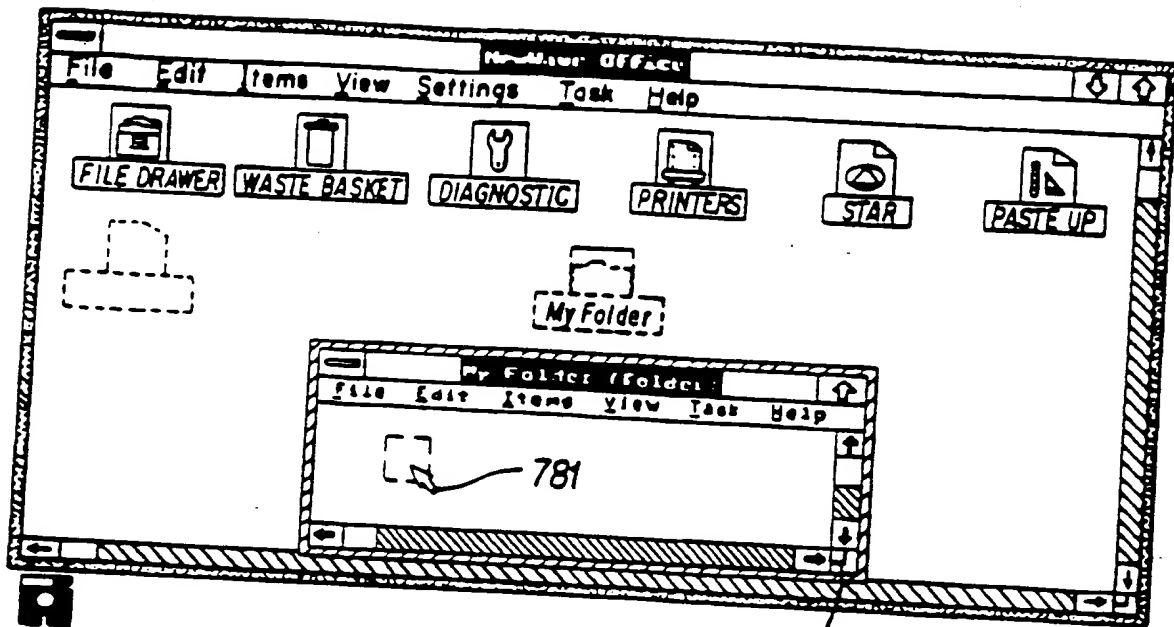 NewWave Office
File Edit Items View Settings Task Help
FILE DRAWER WASTE BASKET DIAGNOSTIC PRINTERS STAR PASTE UP
My Folder
My Folder (Folder)
File Edit Items View Task Help
781